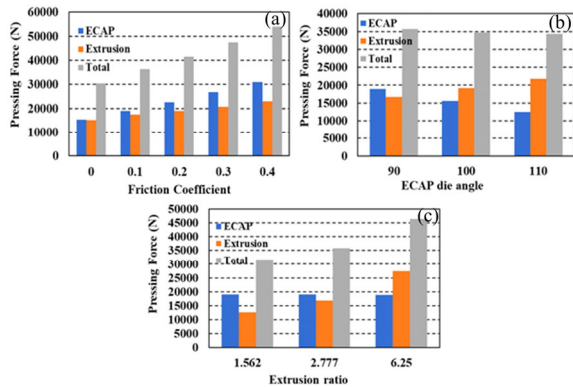 (a)
Pressing Force (N)
60000
50000
40000
30000
20000
10000
0
ECAP
Extrusion
Total
0 0.1 0.2 0.3 0.4
Friction Coefficient
(b)
Pressing Force (N)
40000
35000
30000
25000
20000
15000
10000
5000
0
ECAP
Extrusion
Total
90 100 110
ECAP die angle
(c)
Pressing Force (N)
50000
45000
40000
35000
30000
25000
20000
15000
10000
5000
0
ECAP
Extrusion
Total
1.562 2.777 6.25
Extrusion ratio